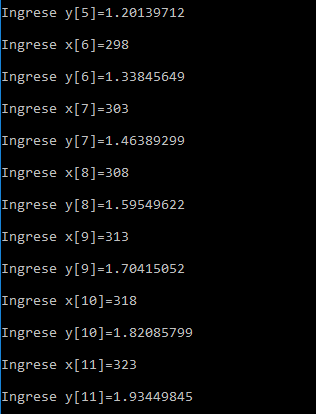 Ingrese y[5]=1.20139712
Ingrese x[6]=298
Ingrese y[6]=1.33845649
Ingrese x[7]=303
Ingrese y[7]=1.46389299
Ingrese x[8]=308
Ingrese y[8]=1.59549622
Ingrese x[9]=313
Ingrese y[9]=1.70415052
Ingrese x[10]=318
Ingrese y[10]=1.82085799
Ingrese x[11]=323
Ingrese y[11]=1.93449845